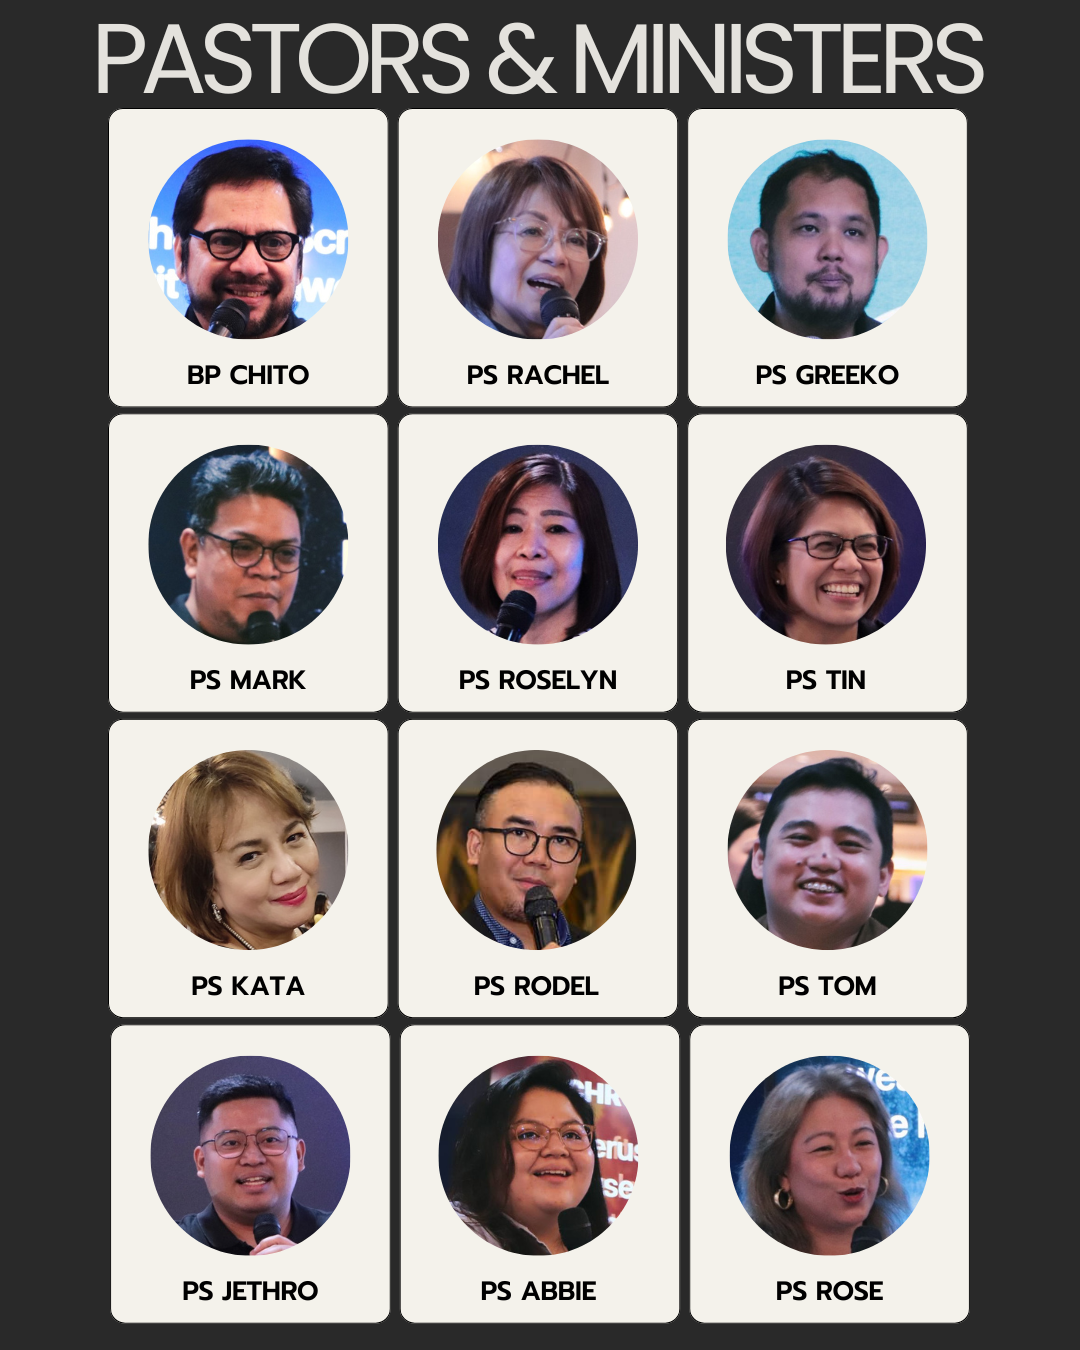 PASTORS & MINISTERS
BP CHITO
PS RACHEL
PS GREEKO
PS MARK
PS ROSELYN
PS TIN
PS KATA
PS RODEL
PS TOM
PS JETHRO
PS ABBIE
PS ROSE